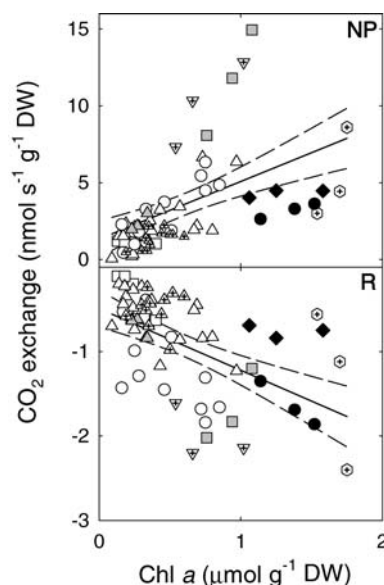 NP
15
10
5
0
R
-1
-2
-3
0
1
2
CO₂ exchange (nmol s⁻¹ g⁻¹ DW)
Chl a (μmol g⁻¹ DW)